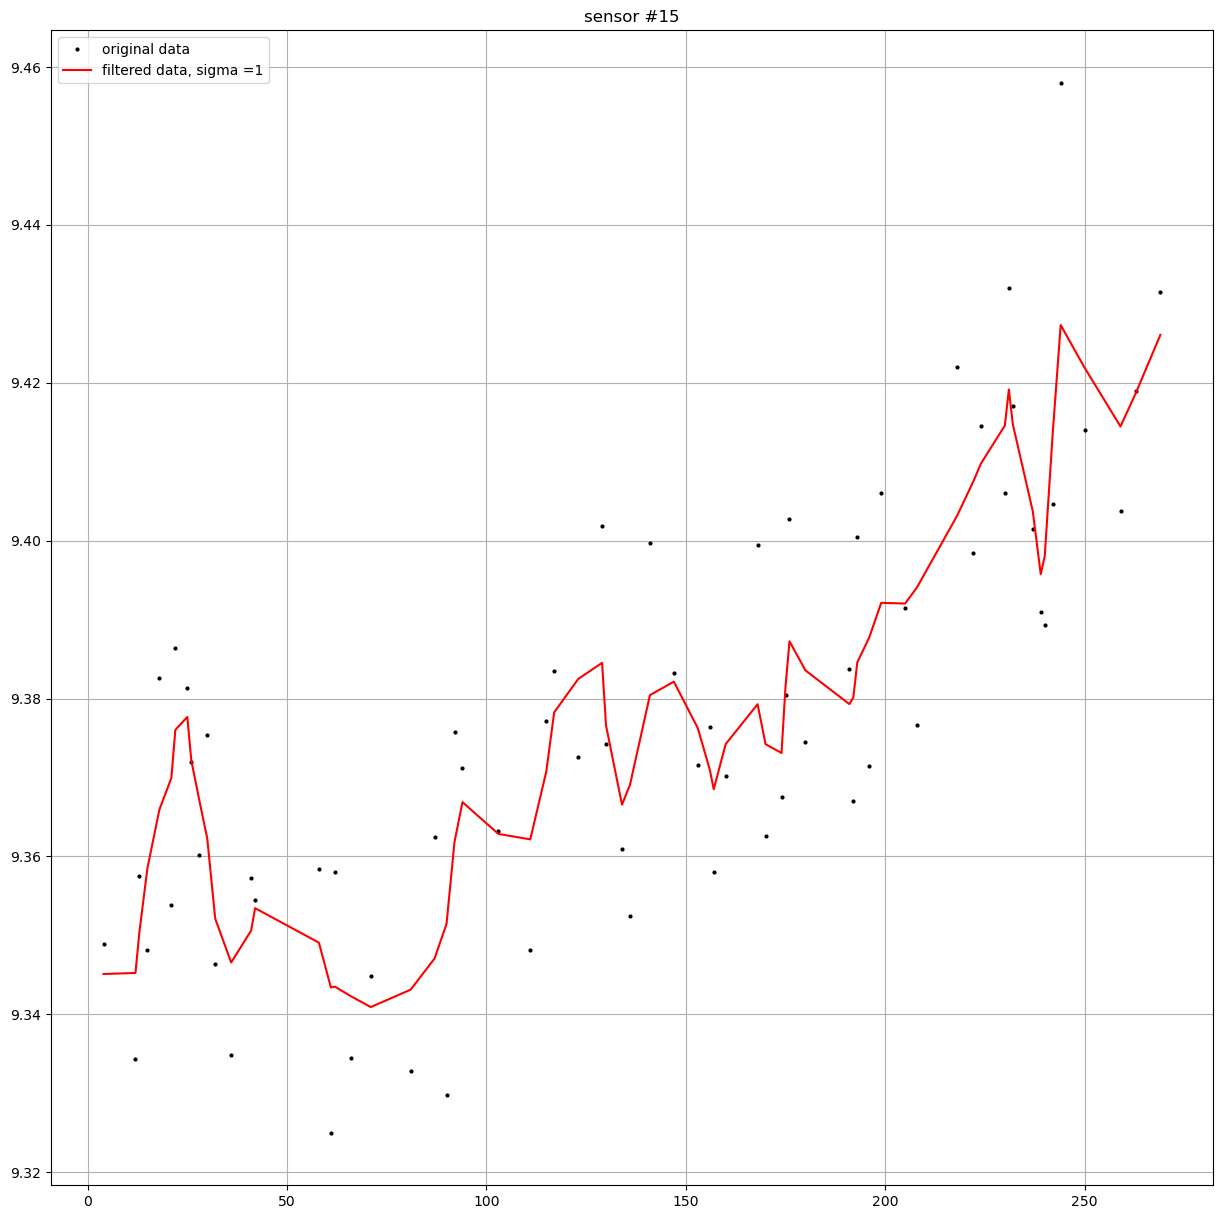 sensor #15
original data
filtered data, sigma =1
9.46
9.44
9.42
9.40
9.38
9.36
9.34
9.32
0 50 100 150 200 250